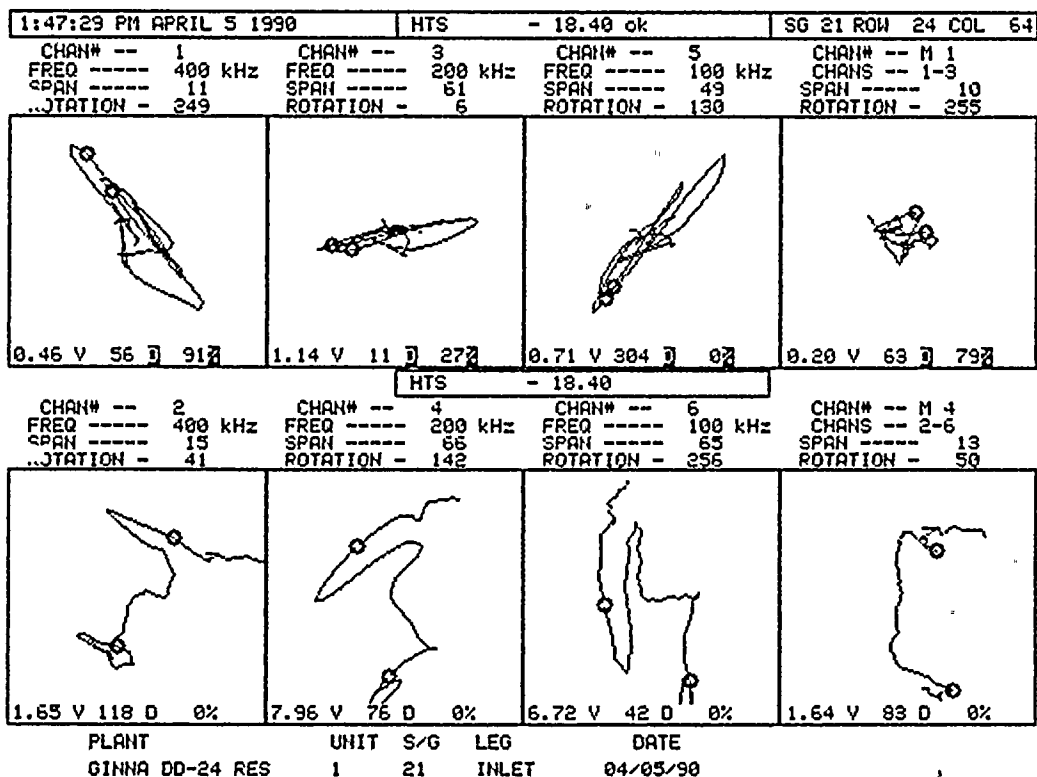 1:47:29 PM APRIL 5 1990 HTS - 18.40 ok SG 21 ROW 24 COL 64
CHAN# -- 1 CHAN# -- 3 CHAN# -- 5 CHAN# -- M 1
FREQ ----- 400 kHz FREQ ----- 200 kHz FREQ ----- 100 kHz CHANS -- 1-3
SPAN ----- 11 SPAN ----- 61 SPAN ----- 49 SPAN ----- 10
..OTATION - 249 ROTATION - 6 ROTATION - 130 ROTATION - 255
0.46 V 56 D 91% 1.14 V 11 D 27% 0.71 V 304 D 0% 0.20 V 63 D 79%
HTS - 18.40
CHAN# -- 2 CHAN# -- 4 CHAN# -- 6 CHAN# -- M 4
FREQ ----- 400 kHz FREQ ----- 200 kHz FREQ ----- 100 kHz CHANS -- 2-6
SPAN ----- 15 SPAN ----- 66 SPAN ----- 65 SPAN ----- 13
..OTATION - 41 ROTATION - 142 ROTATION - 256 ROTATION - 50
1.65 V 118 D 0% 7.96 V 76 D 0% 6.72 V 42 D 0% 1.64 V 83 D 0%
PLANT UNIT S/G LEG DATE
GINNA DD-24 RES 1 21 INLET 04/05/90